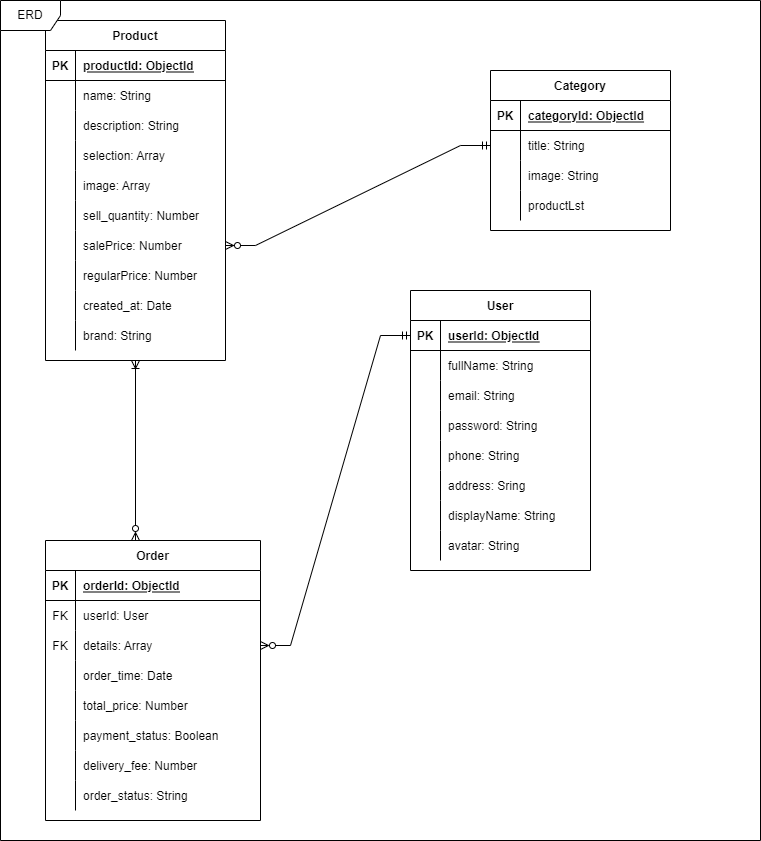 ERD
Product
PK productId: ObjectId
name: String
description: String
selection: Array
image: Array
sell_quantity: Number
salePrice: Number
regularPrice: Number
created_at: Date
brand: String
Category
PK categoryId: ObjectId
title: String
image: String
productLst
User
PK userId: ObjectId
fullName: String
email: String
password: String
phone: String
address: Sring
displayName: String
avatar: String
Order
PK orderId: ObjectId
FK userId: User
FK details: Array
order_time: Date
total_price: Number
payment_status: Boolean
delivery_fee: Number
order_status: String